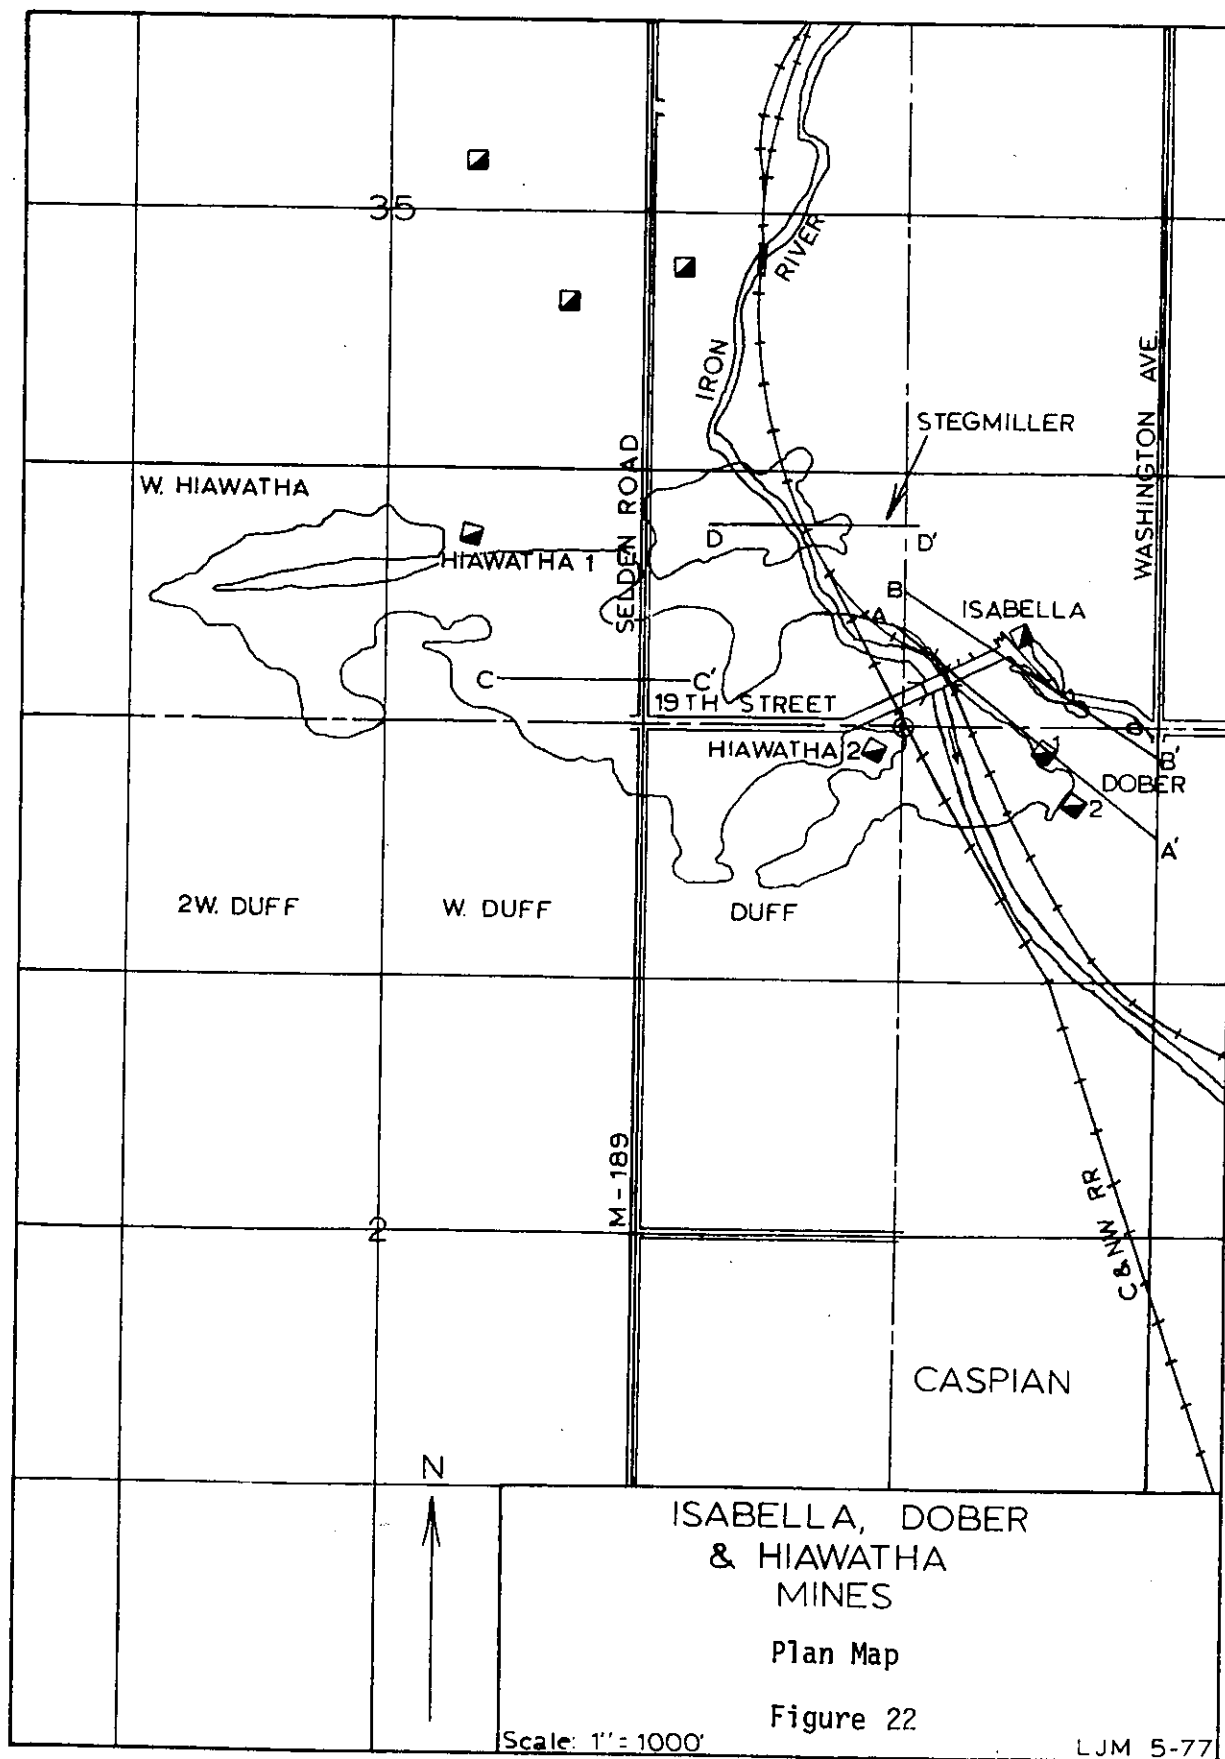 35
RIVER
IRON
STEGMILLER
WASHINGTON AVE.
W. HIAWATHA
SELDEN ROAD
D
D'
HIAWATHA 1
B
A
ISABELLA
C
C'
19TH STREET
HIAWATHA 2
1
B'
DOBER
2
A'
2W. DUFF
W. DUFF
DUFF
M-189
2
C & NW RR
CASPIAN
N
ISABELLA, DOBER
& HIAWATHA
MINES
Plan Map
Figure 22
Scale: 1" = 1000'
LJM 5-77